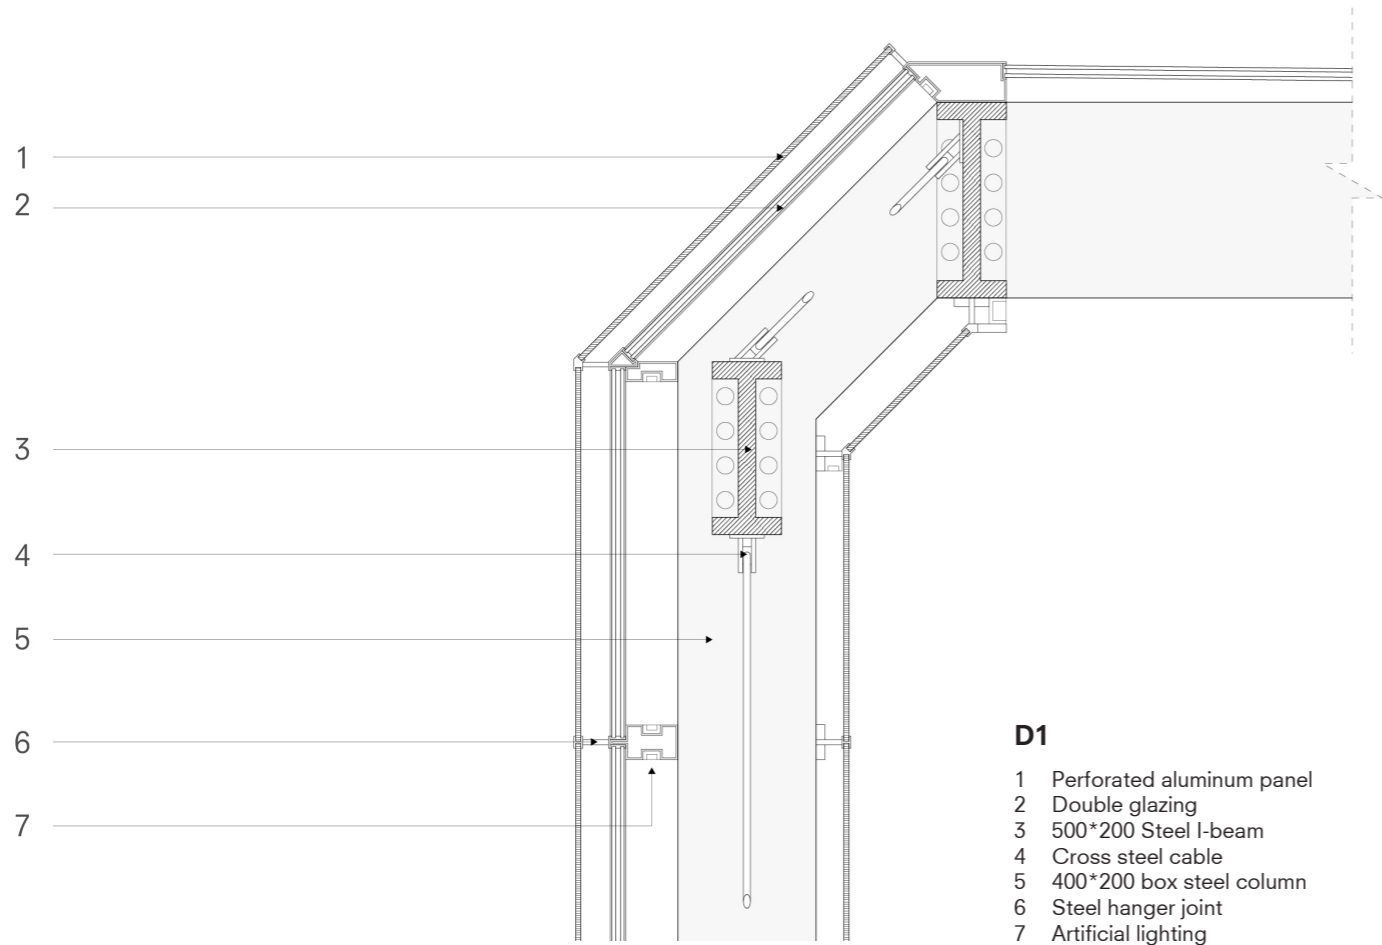 1
2
3
4
5
6
7
D1
1 Perforated aluminum panel
2 Double glazing
3 500*200 Steel I-beam
4 Cross steel cable
5 400*200 box steel column
6 Steel hanger joint
7 Artificial lighting